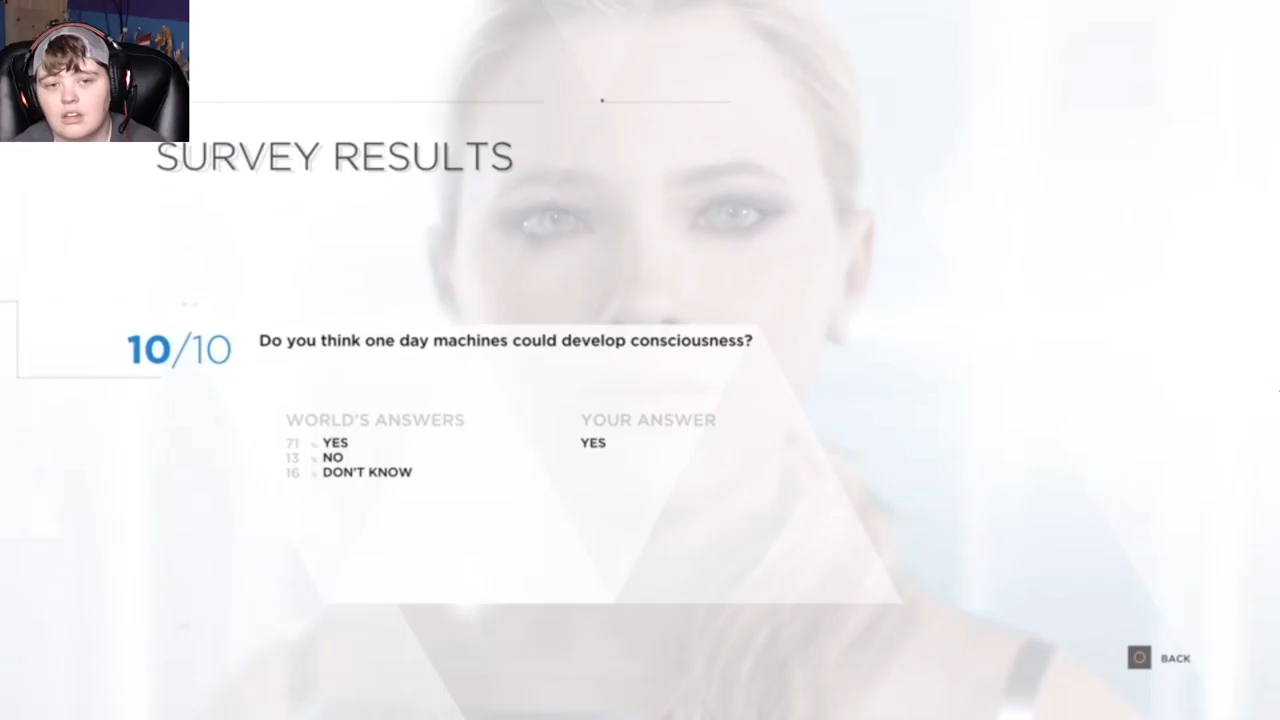 SURVEY RESULTS
10/10
Do you think one day machines could develop consciousness?
WORLD'S ANSWERS
71 % YES
13 % NO
16 % DON'T KNOW
YOUR ANSWER
YES
BACK